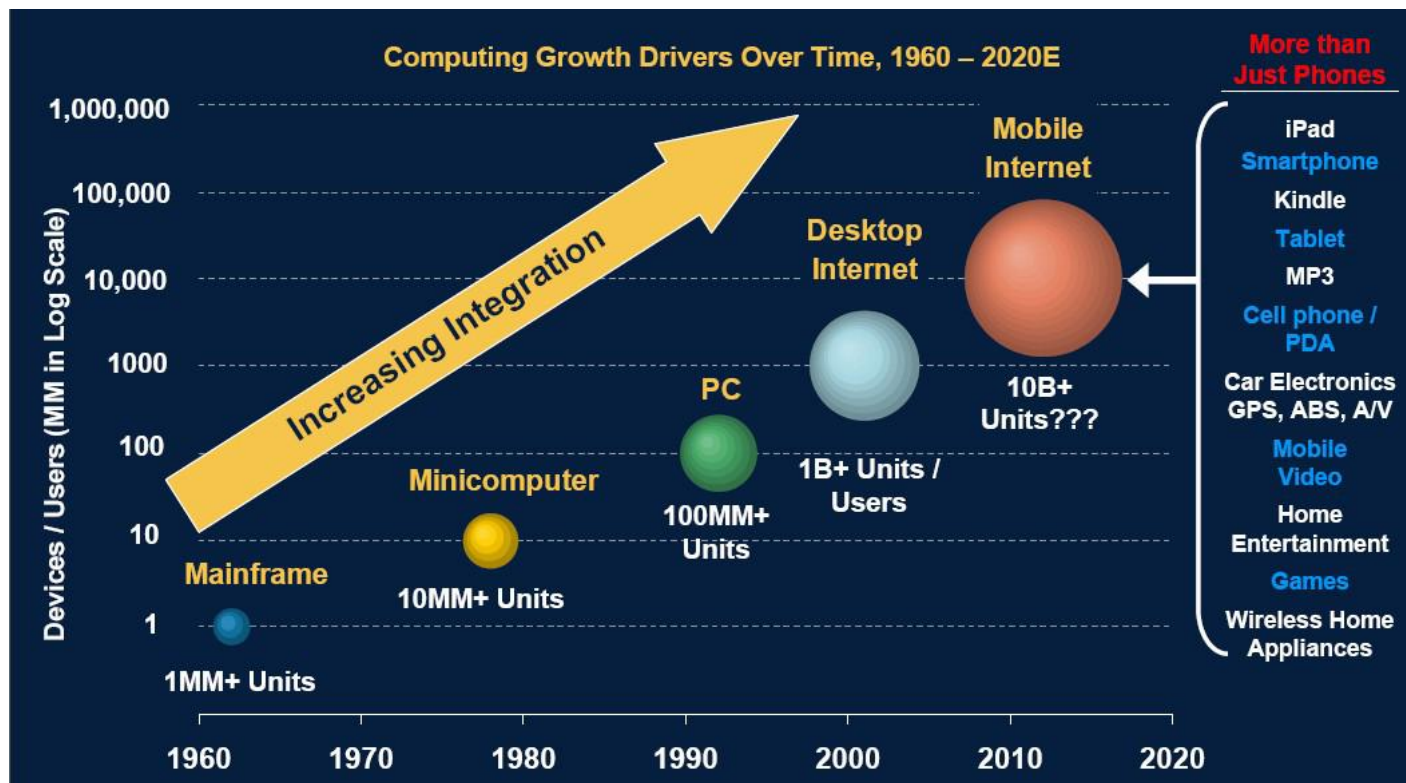 Computing Growth Drivers Over Time, 1960 – 2020E
More than
Just Phones
Devices / Users (MM in Log Scale)
1,000,000
100,000
10,000
1000
100
10
1
Increasing Integration
Mainframe
1MM+ Units
Minicomputer
10MM+ Units
PC
100MM+
Units
Desktop
Internet
1B+ Units /
Users
Mobile
Internet
10B+
Units???
iPad
Smartphone
Kindle
Tablet
MP3
Cell phone /
PDA
Car Electronics
GPS, ABS, A/V
Mobile
Video
Home
Entertainment
Games
Wireless Home
Appliances
1960
1970
1980
1990
2000
2010
2020